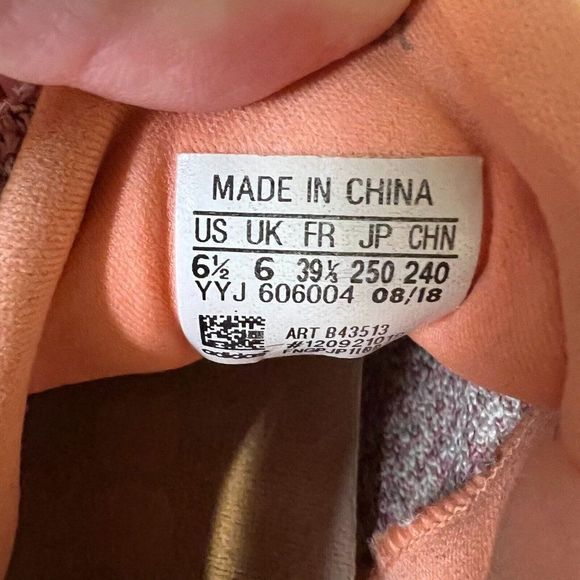 MADE IN CHINA
US UK FR JP CHN
6½ 6 39⅓ 250 240
YYJ 606004 08/18
ART B43513
adidas